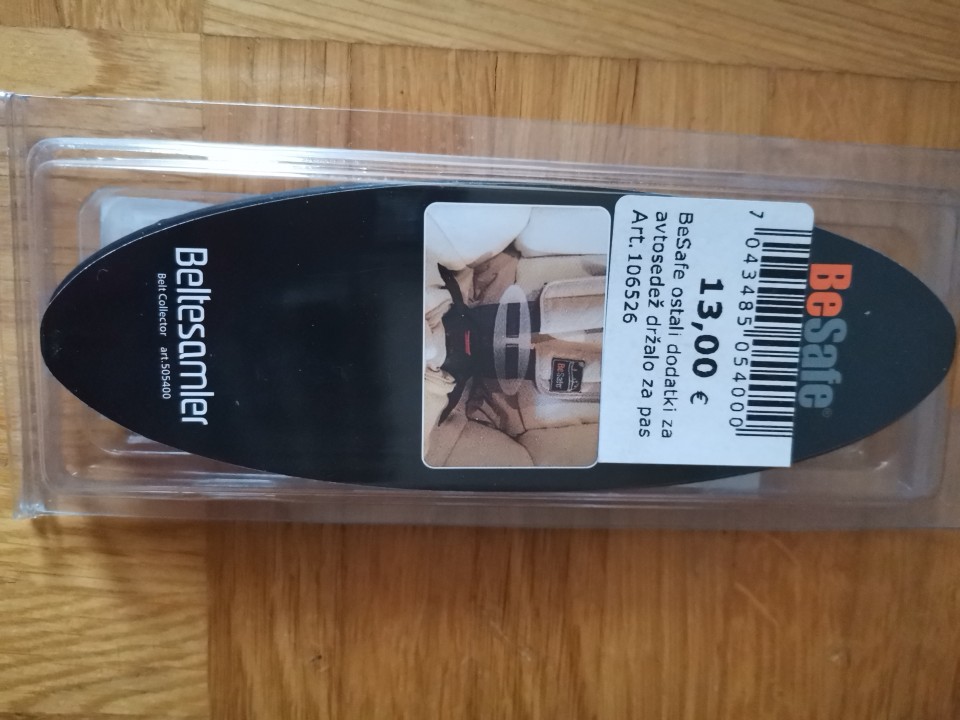 BeSafe®
7 043485 054000
13,00 €
BeSafe ostali dodatki za
avtosedež držalo za pas
Art. 106526
BeSafe
Beltesamler
Belt Collector art.505400